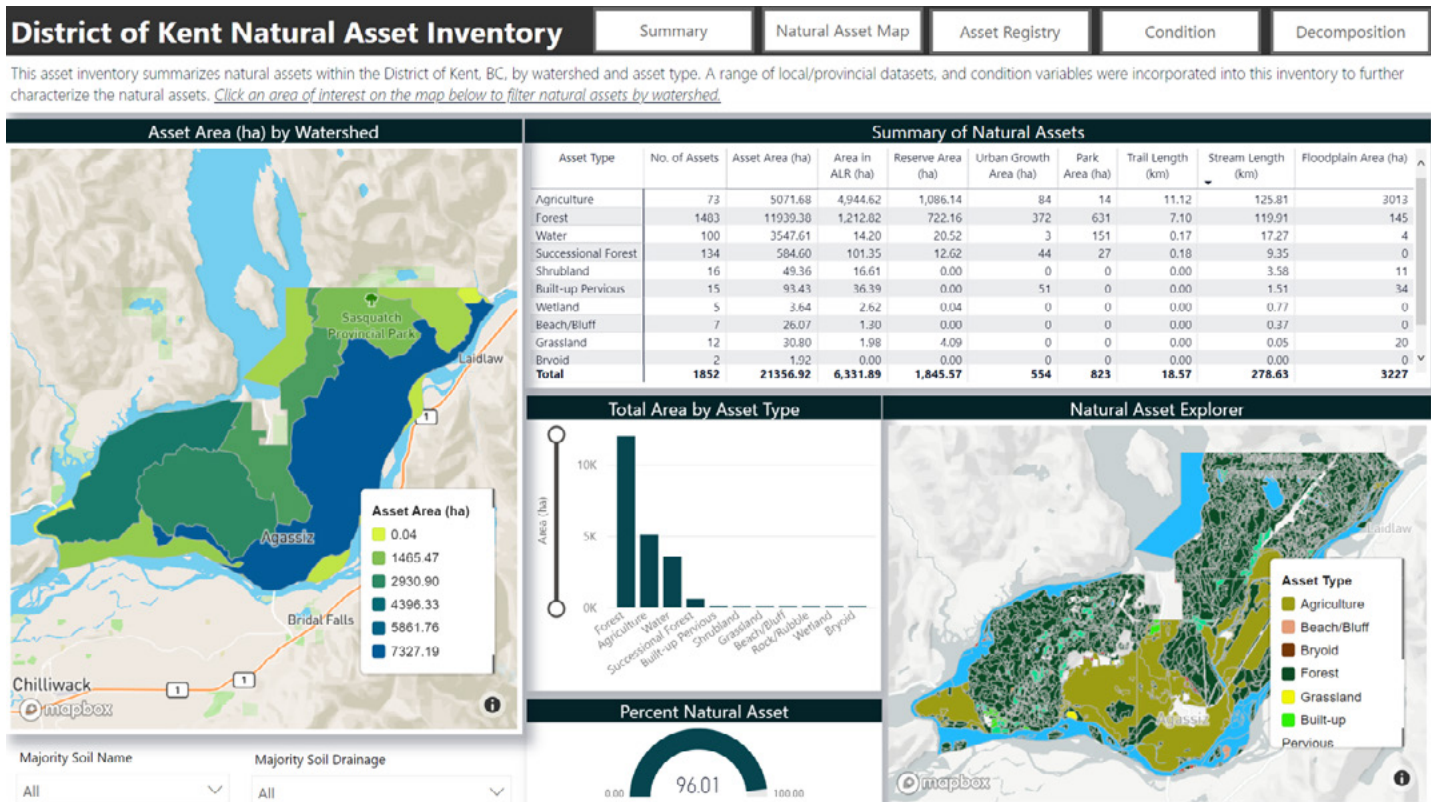 District of Kent Natural Asset Inventory
Summary
Natural Asset Map
Asset Registry
Condition
Decomposition
This asset inventory summarizes natural assets within the District of Kent, BC, by watershed and asset type. A range of local/provincial datasets, and condition variables were incorporated into this inventory to further
characterize the natural assets. Click an area of interest on the map below to filter natural assets by watershed.
Asset Area (ha) by Watershed
Sasquatch
Provincial Park
Laidlaw
1
Agassiz
Bridal Falls
Chilliwack
1
1
mapbox
Asset Area (ha)
0.04
1465.47
2930.90
4396.33
5861.76
7327.19
Majority Soil Name
All
Majority Soil Drainage
All
Summary of Natural Assets
Asset Type No. of Assets Asset Area (ha) Area in ALR (ha) Reserve Area (ha) Urban Growth Area (ha) Park Area (ha) Trail Length (km) Stream Length (km) Floodplain Area (ha)
Agriculture 73 5071.68 4,944.62 1,086.14 84 14 11.12 125.81 3013
Forest 1483 11939.38 1,212.82 722.16 372 631 7.10 119.91 145
Water 100 3547.61 14.20 20.52 3 151 0.17 17.27 4
Successional Forest 134 584.60 101.35 12.62 44 27 0.18 9.35 0
Shrubland 16 49.36 16.61 0.00 0 0 0.00 3.58 11
Built-up Pervious 15 93.43 36.39 0.00 51 0 0.00 1.51 34
Wetland 5 3.64 2.62 0.04 0 0 0.00 0.77 0
Beach/Bluff 7 26.07 1.30 0.00 0 0 0.00 0.37 0
Grassland 12 30.80 1.98 4.09 0 0 0.00 0.05 20
Bryoid 2 1.92 0.00 0.00 0 0 0.00 0.00 0
Total 1852 21356.92 6,331.89 1,845.57 554 823 18.57 278.63 3227
Total Area by Asset Type
Area (ha)
10K
5K
0K
Forest
Agriculture
Water
Successional Forest
Built-up Pervious
Shrubland
Grassland
Beach/Bluff
Rock/Rubble
Wetland
Bryoid
Percent Natural Asset
0.00
96.01
100.00
Natural Asset Explorer
Laidlaw
Agassiz
mapbox
Asset Type
Agriculture
Beach/Bluff
Bryoid
Forest
Grassland
Built-up
Pervious